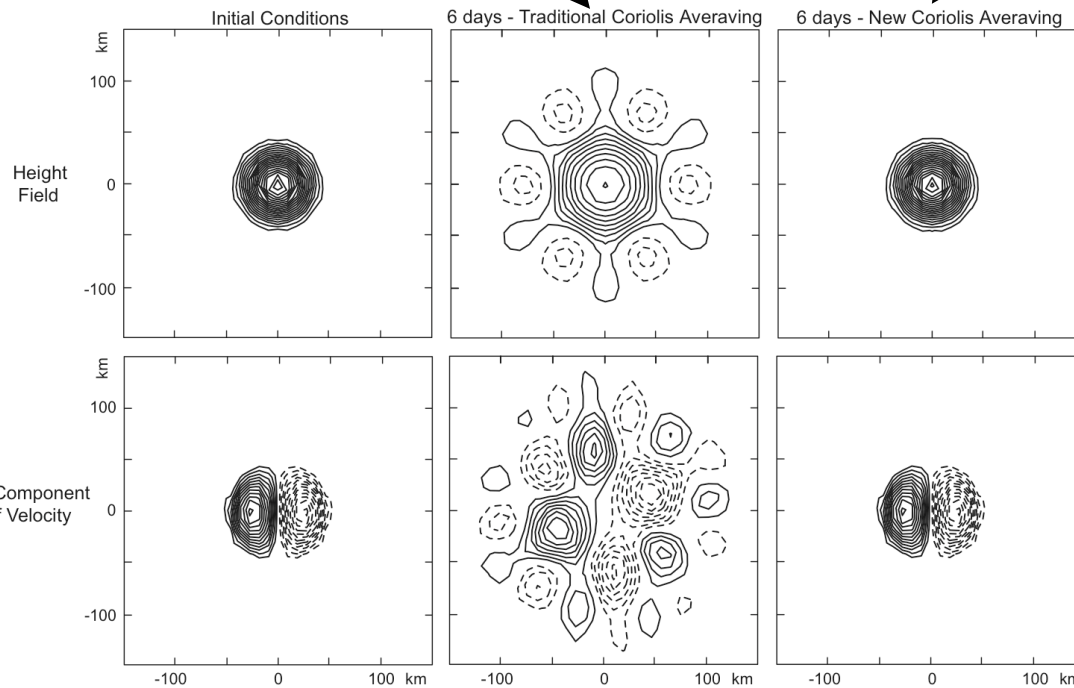 Initial Conditions
6 days - Traditional Coriolis Averaving
6 days - New Coriolis Averaving
km
100
0
-100
Height
Field
km
100
0
-100
Component
Velocity
-100 0 100 km
-100 0 100 km
-100 0 100